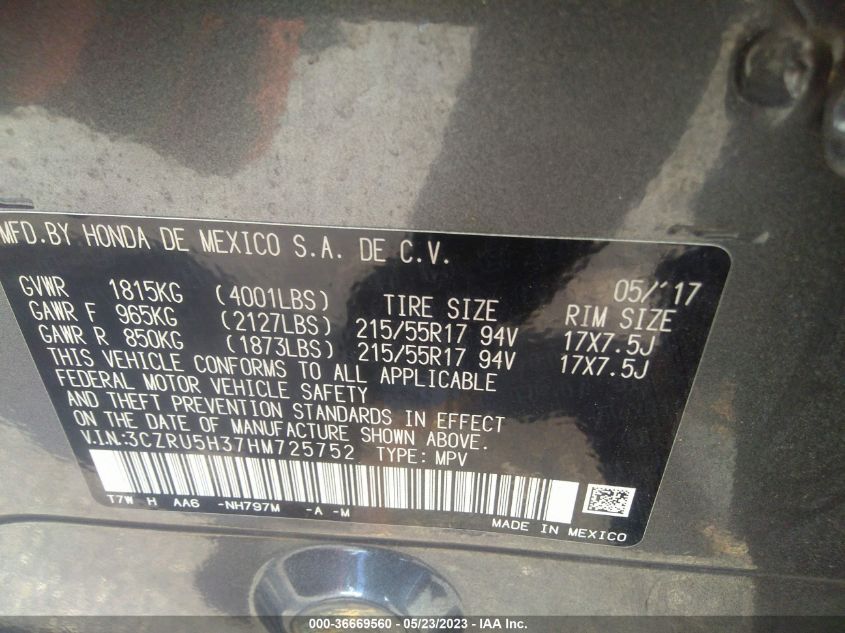 MFD.BY HONDA DE MEXICO S.A. DE C.V.
05/'17
GVWR 1815KG (4001LBS) TIRE SIZE RIM SIZE
GAWR F 965KG (2127LBS) 215/55R17 94V 17X7.5J
GAWR R 850KG (1873LBS) 215/55R17 94V 17X7.5J
THIS VEHICLE CONFORMS TO ALL APPLICABLE
FEDERAL MOTOR VEHICLE SAFETY
AND THEFT PREVENTION STANDARDS IN EFFECT
ON THE DATE OF MANUFACTURE SHOWN ABOVE.
V.I.N:3CZRU5H37HM725752 TYPE: MPV
T7W H AA6 -NH797M -A -M
MADE IN MEXICO
000-36669560 - 05/23/2023 - IAA Inc.